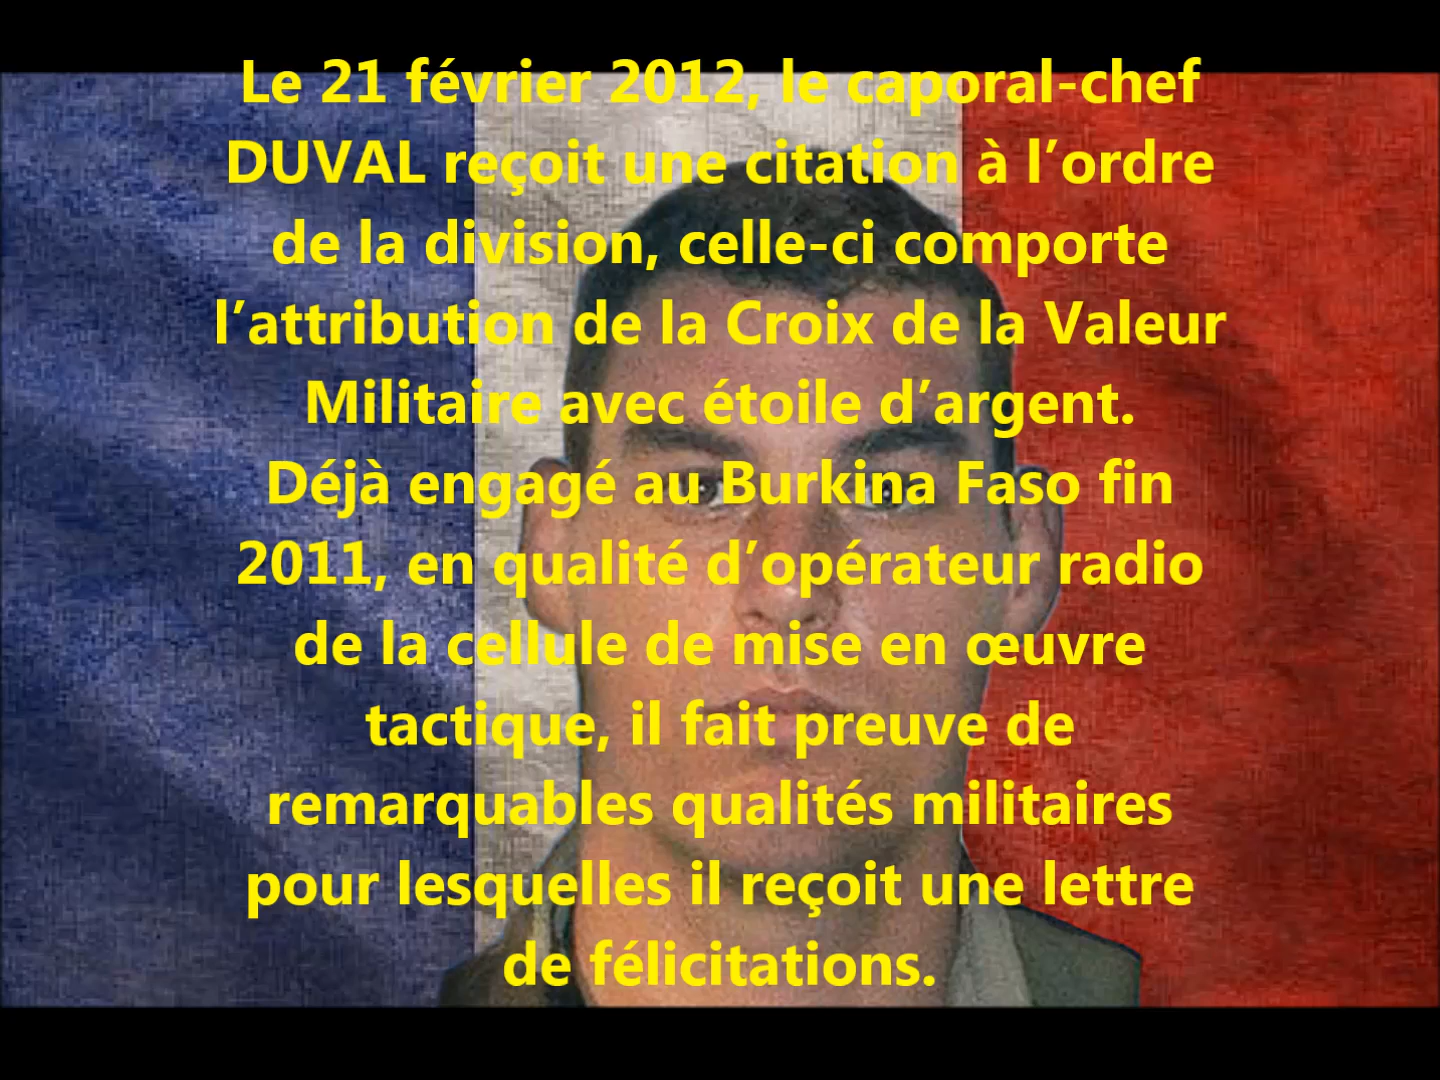 Le 21 février 2012, le caporal-chef
DUVAL reçoit une citation à l’ordre
de la division, celle-ci comporte
l’attribution de la Croix de la Valeur
Militaire avec étoile d’argent.
Déjà engagé au Burkina Faso fin
2011, en qualité d’opérateur radio
de la cellule de mise en œuvre
tactique, il fait preuve de
remarquables qualités militaires
pour lesquelles il reçoit une lettre
de félicitations.